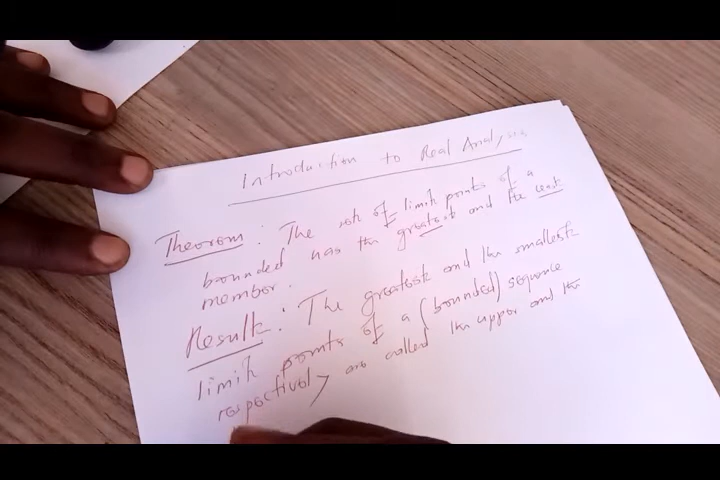 Introduction to Real Analysis
Theorem: The set of limit points of a
bounded has the greatest and the least
member.
Result: The greatest and the smallest
limit points of a (bounded) sequence
respectively are called the upper and the